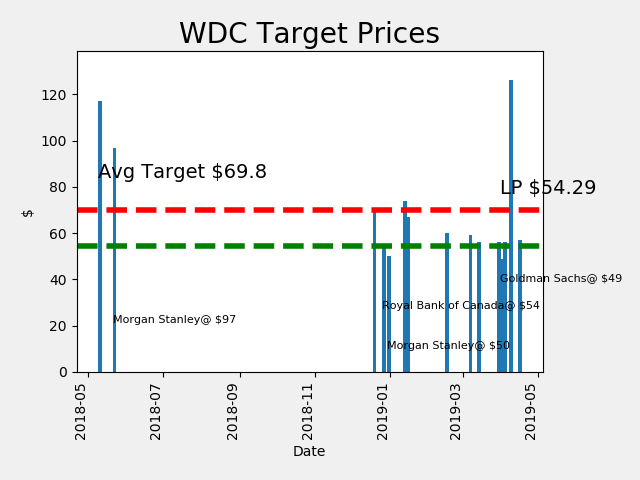 WDC Target Prices
$
120
100
80
60
40
20
0
Avg Target $69.8
LP $54.29
Goldman Sachs@ $49
Royal Bank of Canada@ $54
Morgan Stanley@ $97
Morgan Stanley@ $50
2018-05
2018-07
2018-09
2018-11
2019-01
2019-03
2019-05
Date